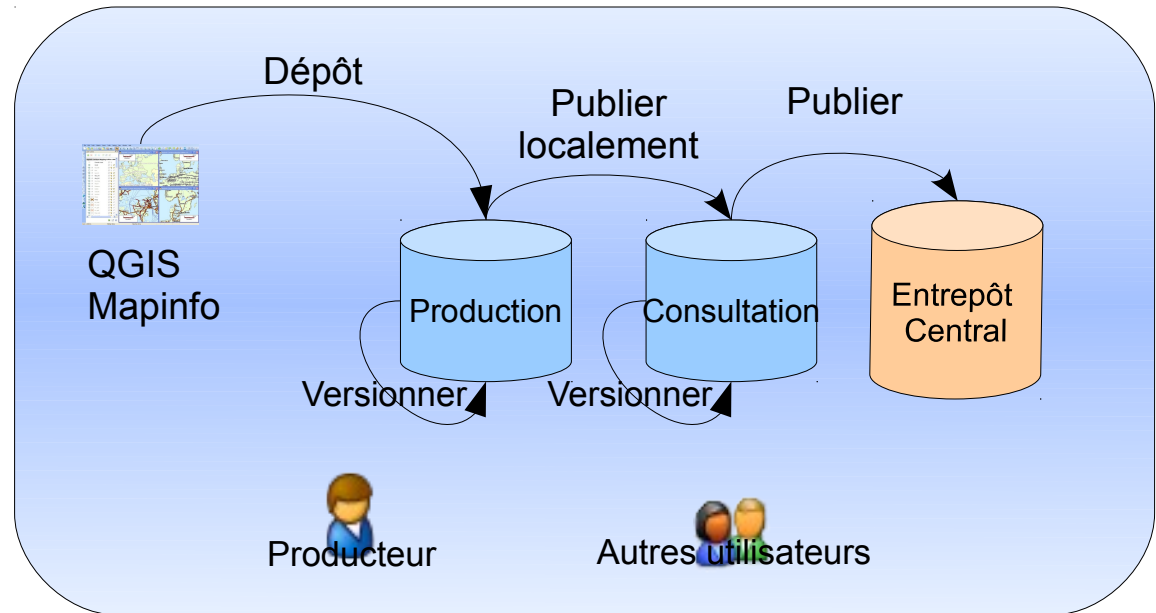 Dépôt
Publier
localement
Publier
QGIS
Mapinfo
Production
Consultation
Entrepôt
Central
Versionner
Versionner
Producteur
Autres utilisateurs